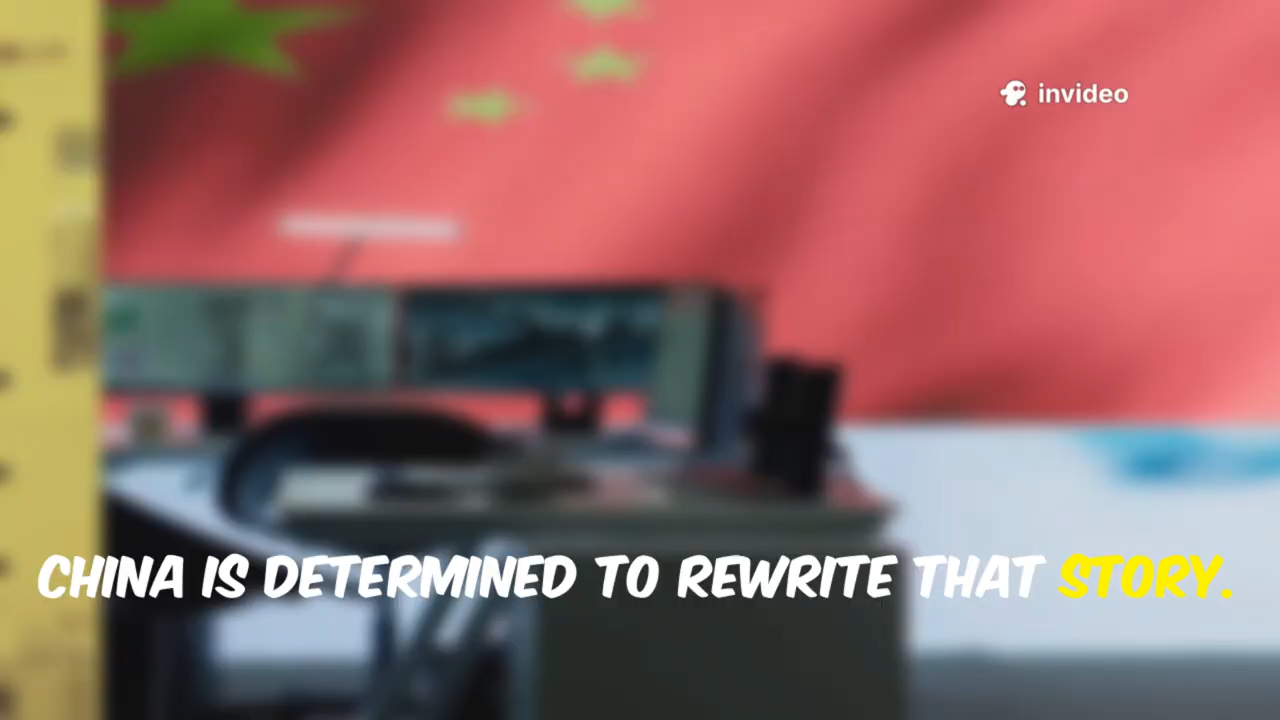 invideo
CHINA IS DETERMINED TO REWRITE THAT STORY.